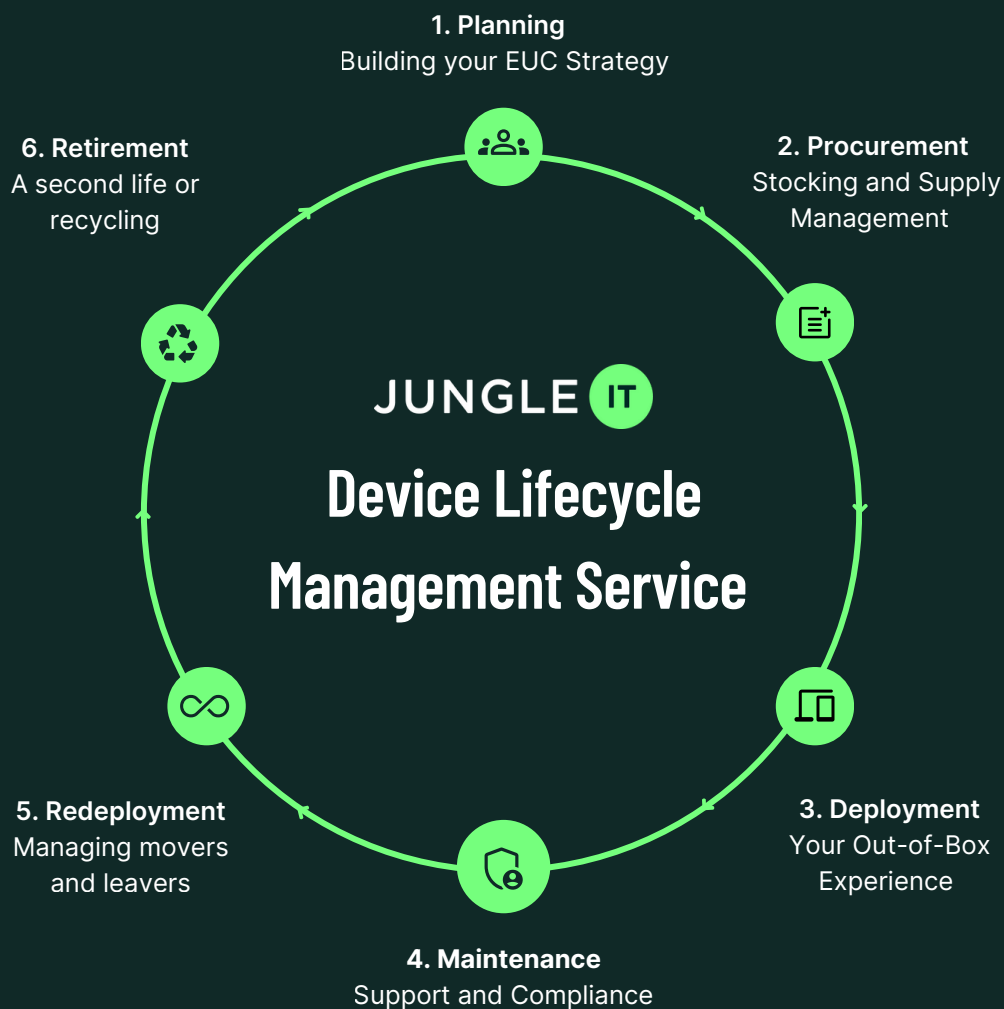 1. Planning
Building your EUC Strategy
2. Procurement
Stocking and Supply
Management
3. Deployment
Your Out-of-Box
Experience
4. Maintenance
Support and Compliance
5. Redeployment
Managing movers
and leavers
6. Retirement
A second life or
recycling
JUNGLE IT
Device Lifecycle
Management Service